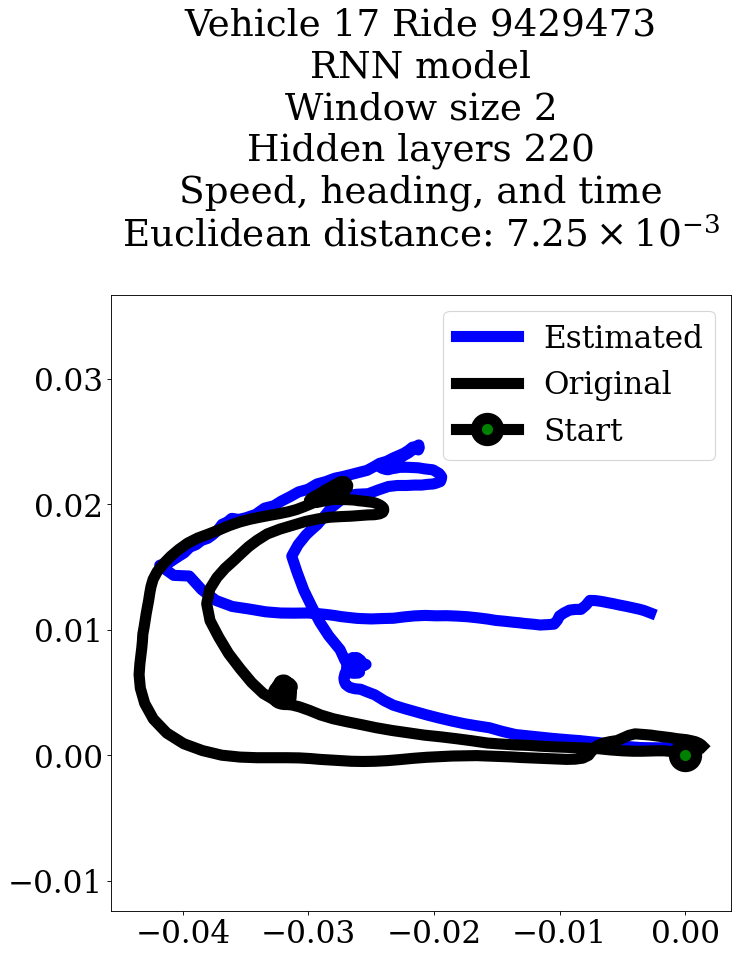 Vehicle 17 Ride 9429473
RNN model
Window size 2
Hidden layers 220
Speed, heading, and time
Euclidean distance: 7.25 × 10⁻³
Estimated
Original
Start
0.03
0.02
0.01
0.00
−0.01
−0.04 −0.03 −0.02 −0.01 0.00